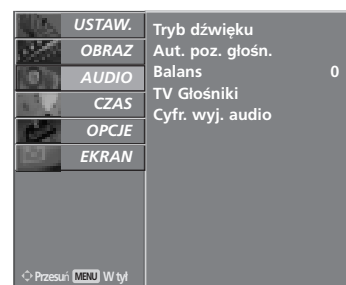 USTAW.
OBRAZ
AUDIO
CZAS
OPCJE
EKRAN
Tryb dźwięku
Aut. poz. głośn.
Balans 0
TV Głośniki
Cyfr. wyj. audio
Przesuń MENU W tył